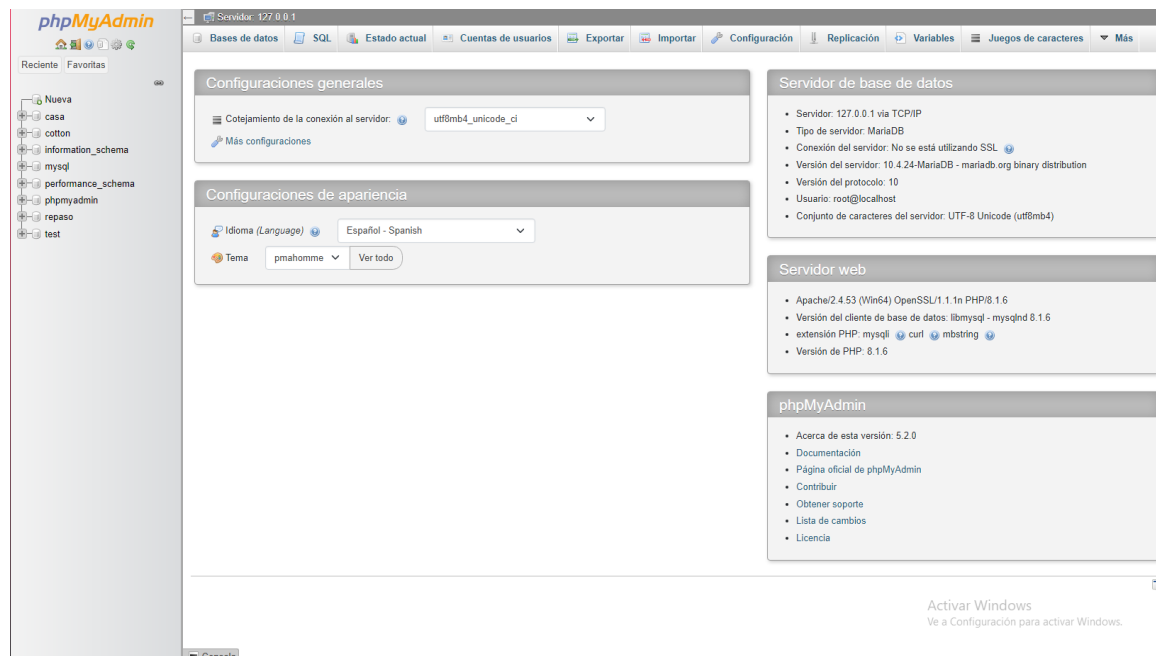 phpMyAdmin
Reciente Favoritas
Nueva
casa
cotton
information_schema
mysql
performance_schema
phpmyadmin
repaso
test
Servidor: 127.0.0.1
Bases de datos SQL Estado actual Cuentas de usuarios Exportar Importar Configuración Replicación Variables Juegos de caracteres Más
Configuraciones generales
Cotejamiento de la conexión al servidor: utf8mb4_unicode_ci
Más configuraciones
Configuraciones de apariencia
Idioma (Language) Español - Spanish
Tema pmahomme Ver todo
Servidor de base de datos
Servidor: 127.0.0.1 via TCP/IP
Tipo de servidor: MariaDB
Conexión del servidor: No se está utilizando SSL
Versión del servidor: 10.4.24-MariaDB - mariadb.org binary distribution
Versión del protocolo: 10
Usuario: root@localhost
Conjunto de caracteres del servidor: UTF-8 Unicode (utf8mb4)
Servidor web
Apache/2.4.53 (Win64) OpenSSL/1.1.1n PHP/8.1.6
Versión del cliente de base de datos: libmysql - mysqlnd 8.1.6
extensión PHP: mysqli curl mbstring
Versión de PHP: 8.1.6
phpMyAdmin
Acerca de esta versión: 5.2.0
Documentación
Página oficial de phpMyAdmin
Contribuir
Obtener soporte
Lista de cambios
Licencia
Activar Windows
Ve a Configuración para activar Windows.
Consola